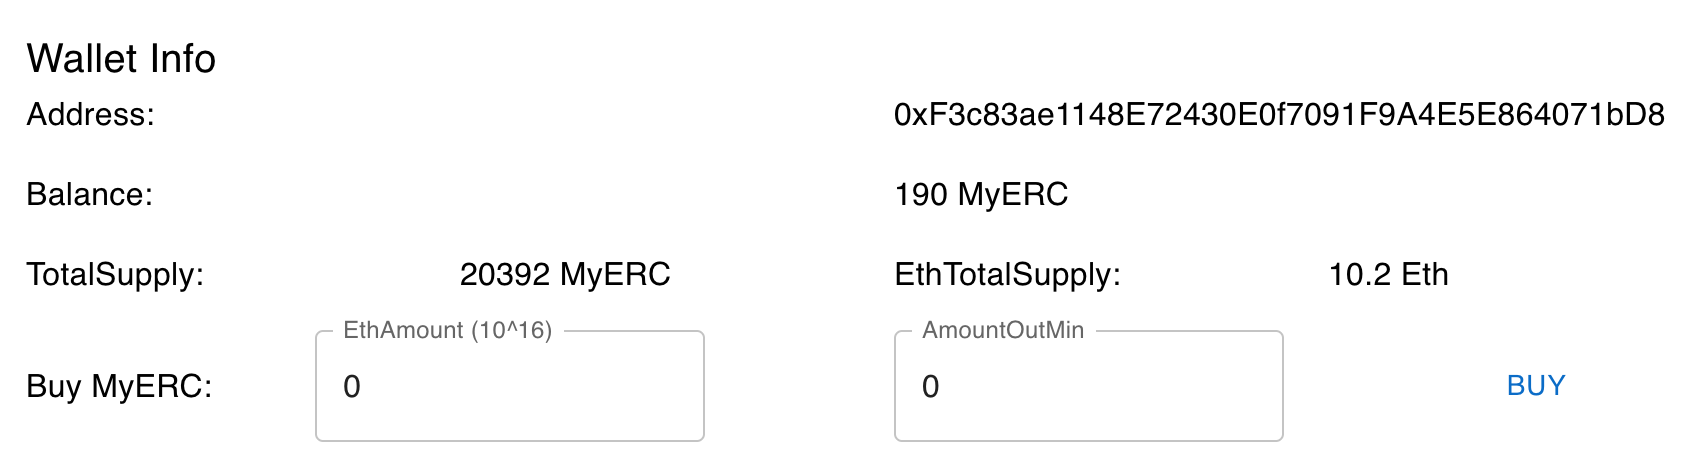 Wallet Info
Address: 0xF3c83ae1148E72430E0f7091F9A4E5E864071bD8
Balance: 190 MyERC
TotalSupply: 20392 MyERC EthTotalSupply: 10.2 Eth
EthAmount (10^16) AmountOutMin
Buy MyERC: 0 0 BUY